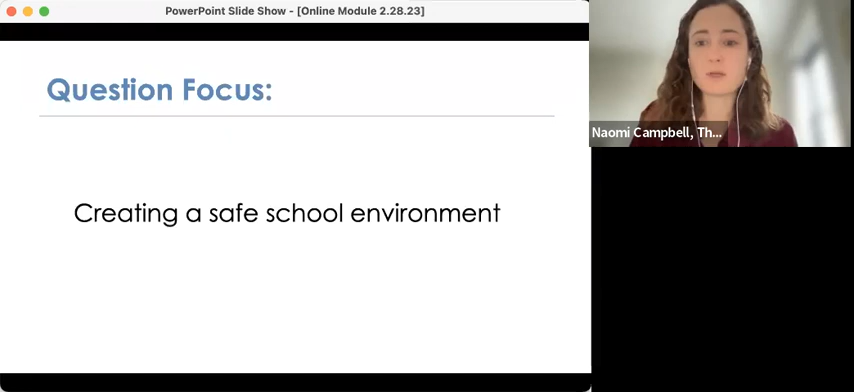 PowerPoint Slide Show - [Online Module 2.28.23]
Question Focus:
Creating a safe school environment
Naomi Campbell, Th...